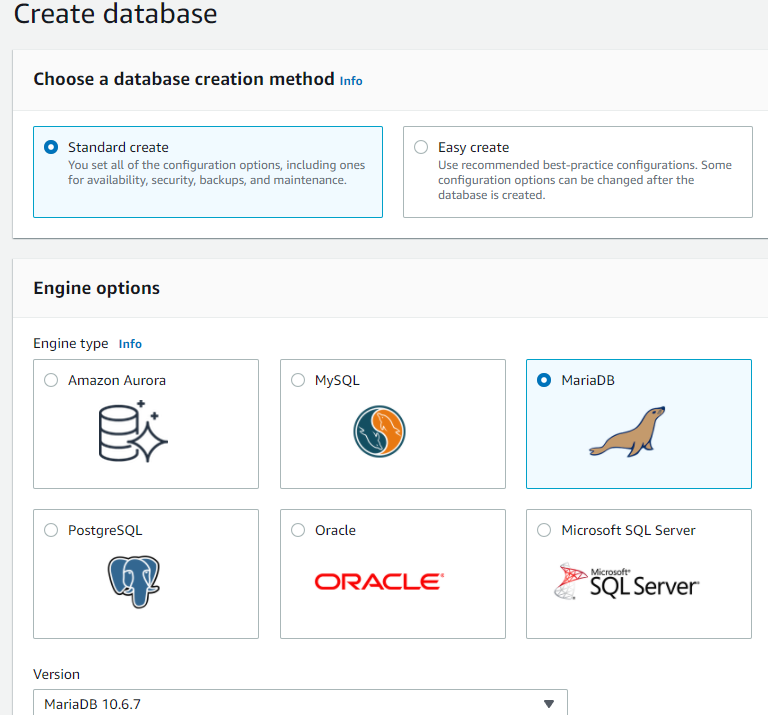 Create database
Choose a database creation method Info
Standard create
You set all of the configuration options, including ones
for availability, security, backups, and maintenance.
Easy create
Use recommended best-practice configurations. Some
configuration options can be changed after the
database is created.
Engine options
Engine type Info
Amazon Aurora
MySQL
MariaDB
PostgreSQL
Oracle
ORACLE
Microsoft SQL Server
Microsoft
SQL Server
Version
MariaDB 10.6.7